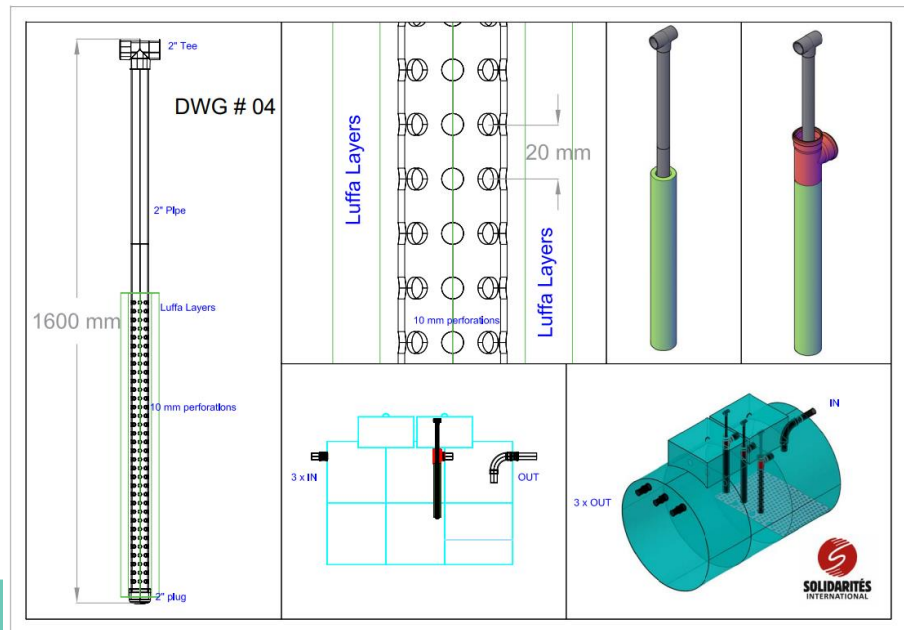 2" Tee
DWG # 04
2" Pipe
Luffa Layers
1600 mm
10 mm perforations
2" plug
Luffa Layers
20 mm
Luffa Layers
10 mm perforations
3 x IN
OUT
IN
3 x OUT
SOLIDARITÉS
INTERNATIONAL